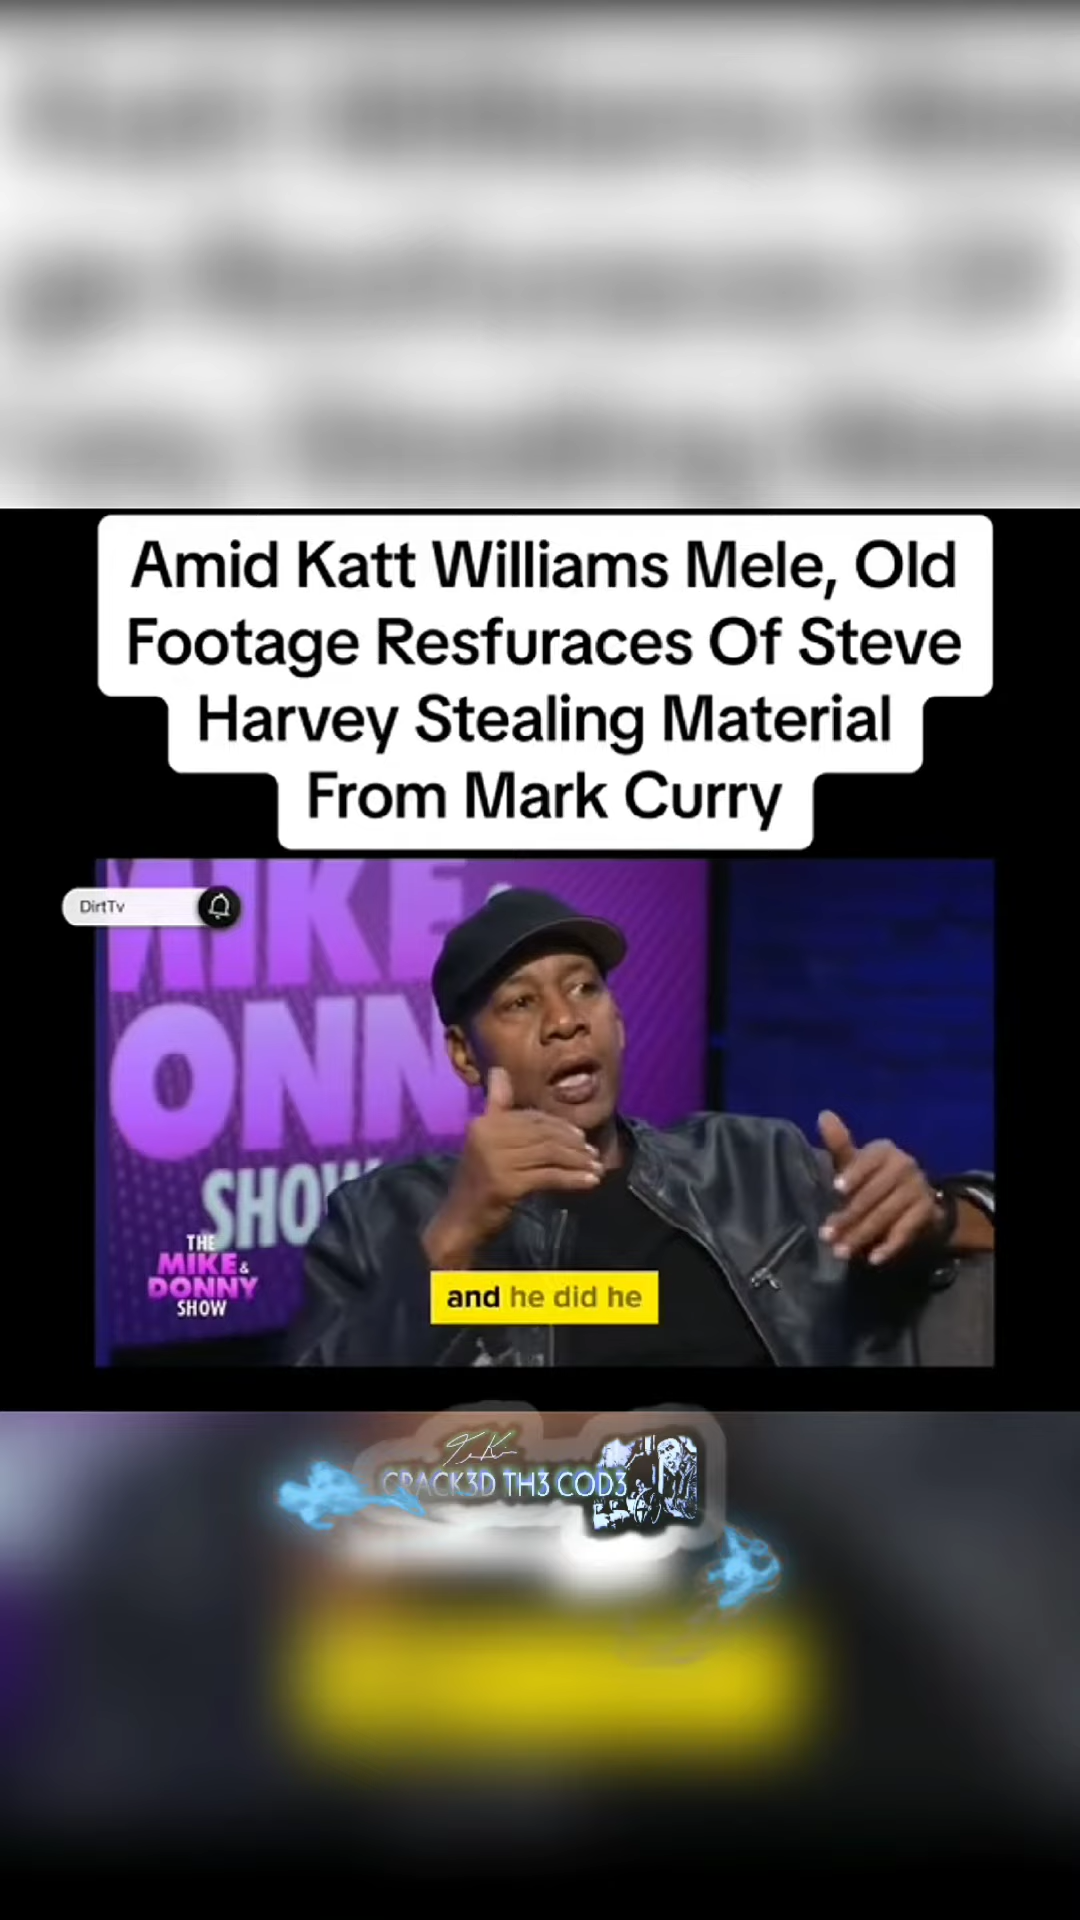 Amid Katt Williams Mele, Old
Footage Resfuraces Of Steve
Harvey Stealing Material
From Mark Curry
DirtTv
MIKE &
ONN
SHOW
THE
MIKE &
DONNY
SHOW
and he did he
CRACK3D TH3 COD3